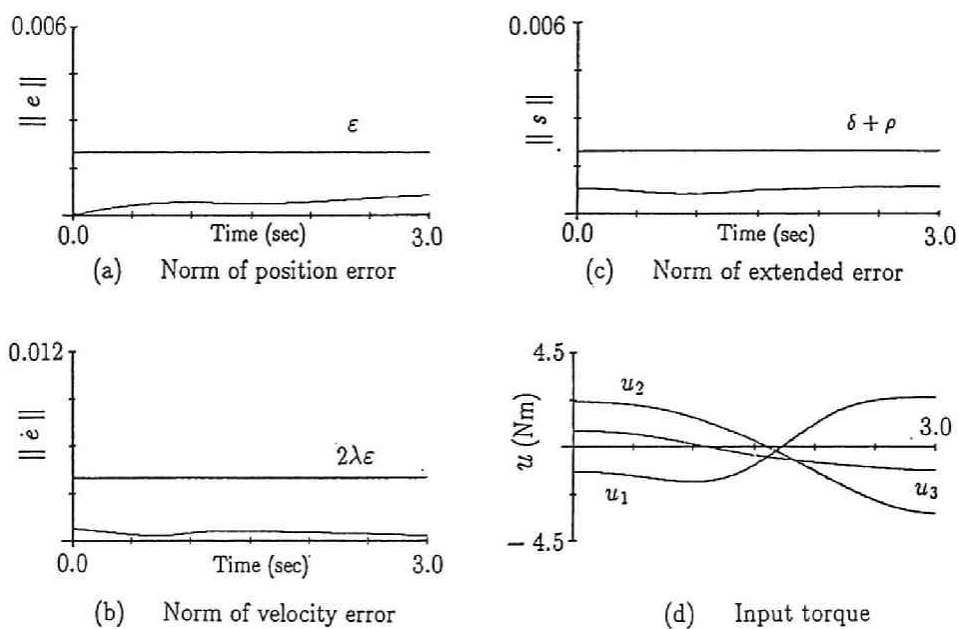 0.006
|| e ||
ε
0.0
Time (sec)
3.0
(a) Norm of position error
0.006
|| s ||
δ + ρ
0.0
Time (sec)
3.0
(c) Norm of extended error
0.012
|| ė ||
2λε
0.0
Time (sec)
3.0
(b) Norm of velocity error
4.5
u (Nm)
u₂
3.0
u₁
u₃
− 4.5
(d) Input torque